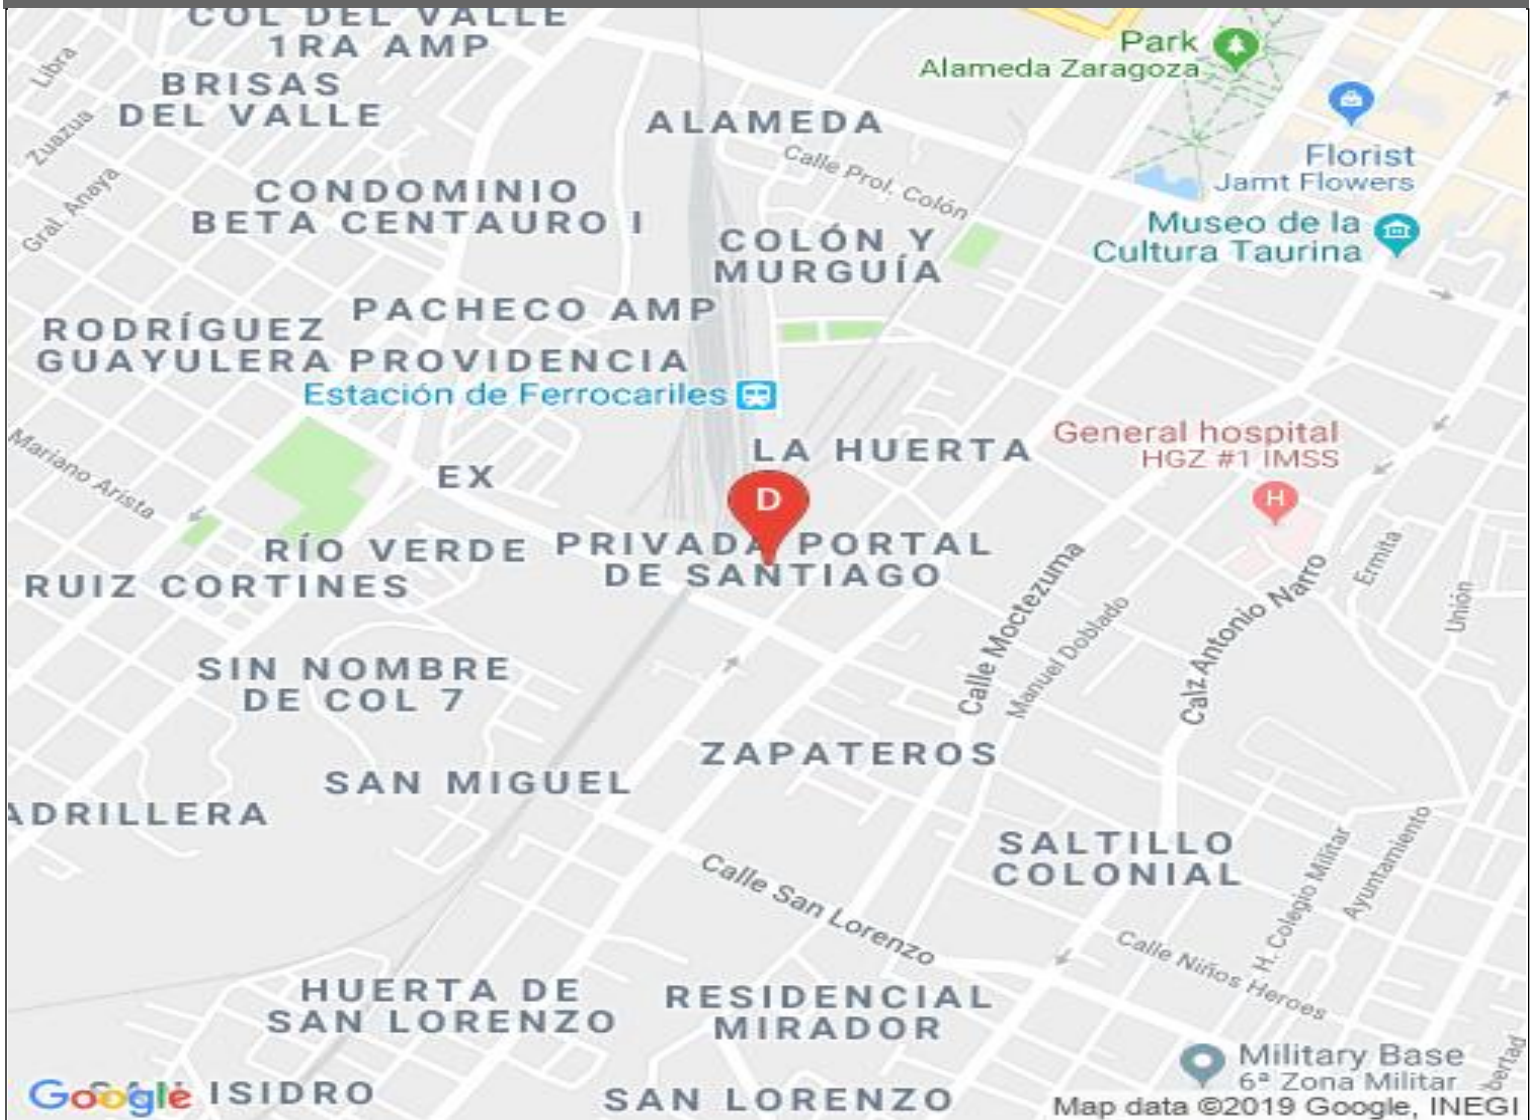 COL DEL VALLE
1RA AMP
Libra
BRISAS
DEL VALLE
Zuazua
Gral. Anaya
Park
Alameda Zaragoza
ALAMEDA
Calle Prol. Colón
Florist
Jamt Flowers
CONDOMINIO
BETA CENTAURO I
COLÓN Y
MURGUÍA
Museo de la
Cultura Taurina
PACHECO AMP
RODRÍGUEZ
GUAYULERA
PROVIDENCIA
Estación de Ferrocariles
Mariano Arista
EX
LA HUERTA
General hospital
HGZ #1 IMSS
H
D
RÍO VERDE
PRIVADA PORTAL
DE SANTIAGO
RUIZ CORTINES
Calle Moctezuma
Manuel Doblado
Calz Antonio Narro
Ermita
Unión
SIN NOMBRE
DE COL 7
ZAPATEROS
SAN MIGUEL
ADRILLERA
SALTILLO
COLONIAL
Calle San Lorenzo
H. Colegio Militar
Ayuntamiento
Calle Niños Heroes
HUERTA DE
SAN LORENZO
RESIDENCIAL
MIRADOR
Military Base
6ª Zona Militar
bertad
Google
ISIDRO
SAN LORENZO
Map data ©2019 Google, INEGI